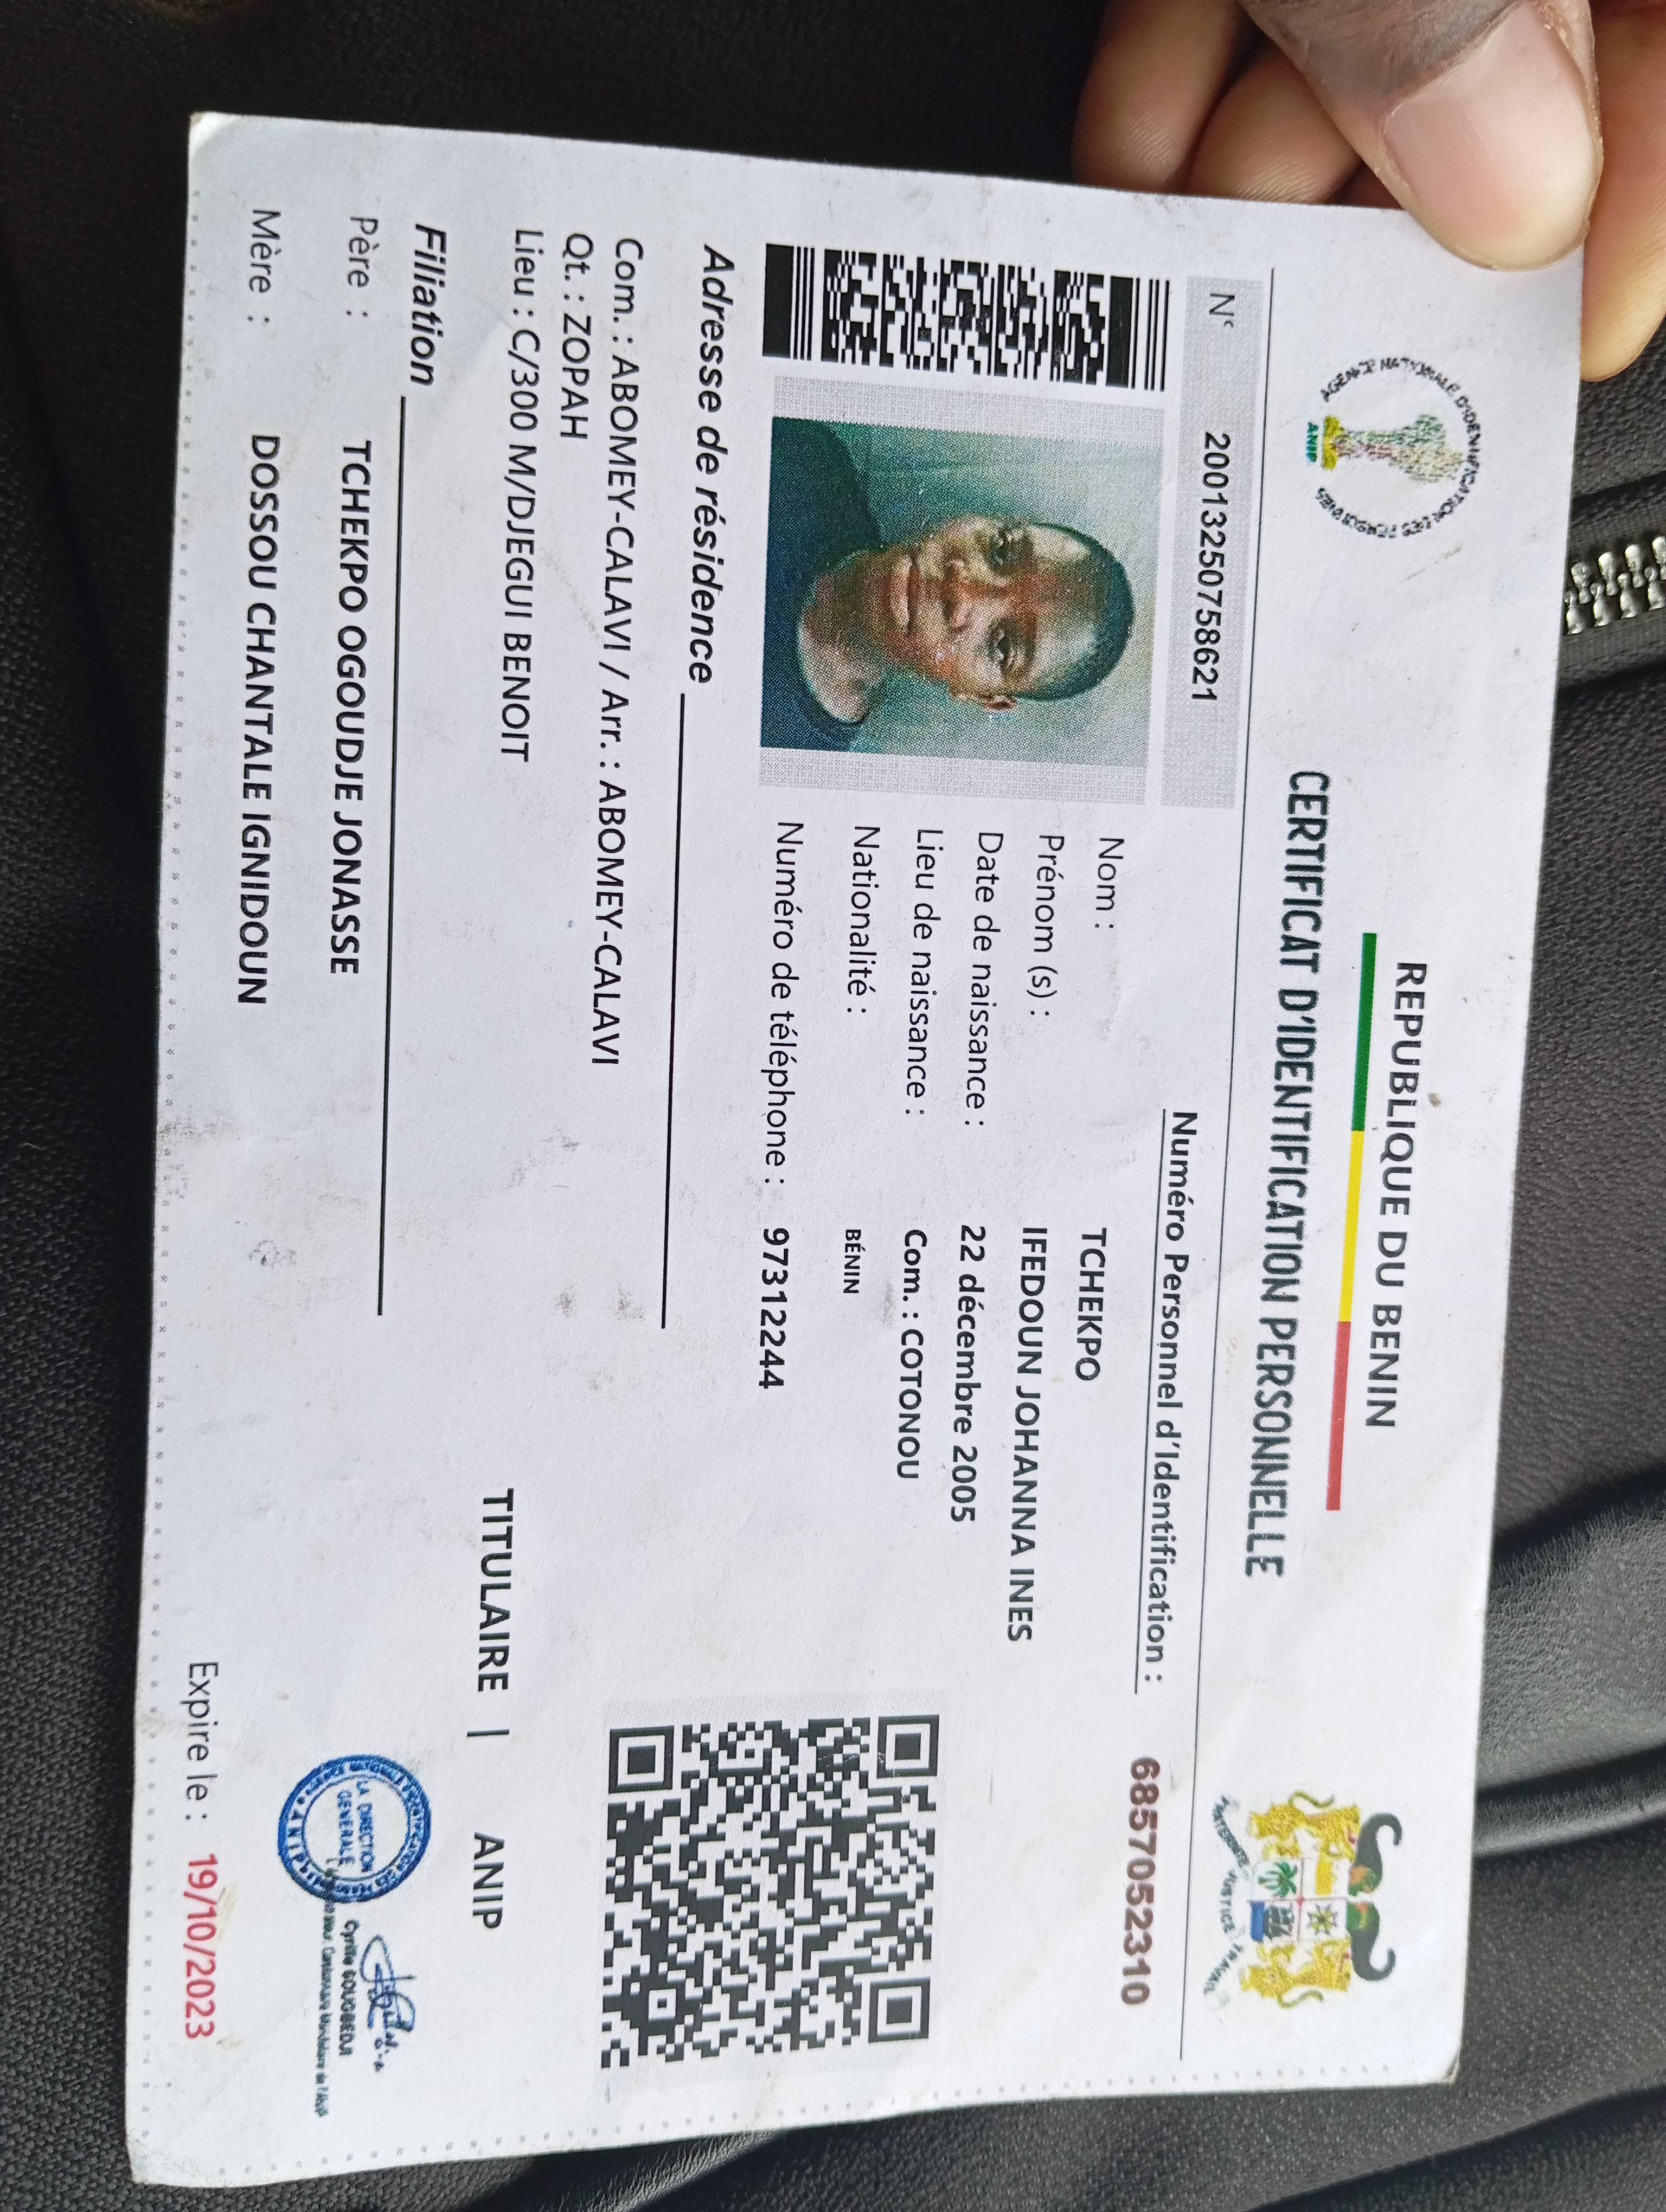 REPUBLIQUE DU BENIN
CERTIFICAT D'IDENTIFICATION PERSONNELLE
AGENCE NATIONALE D'IDENTIFICATION DES PERSONNES
ANIP
FRATERNITE JUSTICE TRAVAIL
N° 200132507758621
Numéro Personnel d'Identification : 6857052310
Nom : TCHEKPO
Prénom (s) : IFEDOUN JOHANNA INES
Date de naissance : 22 décembre 2005
Lieu de naissance : Com. : COTONOU
Nationalité : BÉNIN
Numéro de téléphone : 97312244
Adresse de résidence
Com. : ABOMEY-CALAVI / Arr. : ABOMEY-CALAVI
Qt. : ZOPAH
Lieu : C/300 M/DJEGUI BENOIT
TITULAIRE | ANIP
Filiation
Père : TCHEKPO OGOUDJE JONASSE
Mère : DOSSOU CHANTALE IGNIDOUN
LA DIRECTION
GENERALE
ANIP
Cyrille GOUGBEDJI
Expire le : 19/10/2023